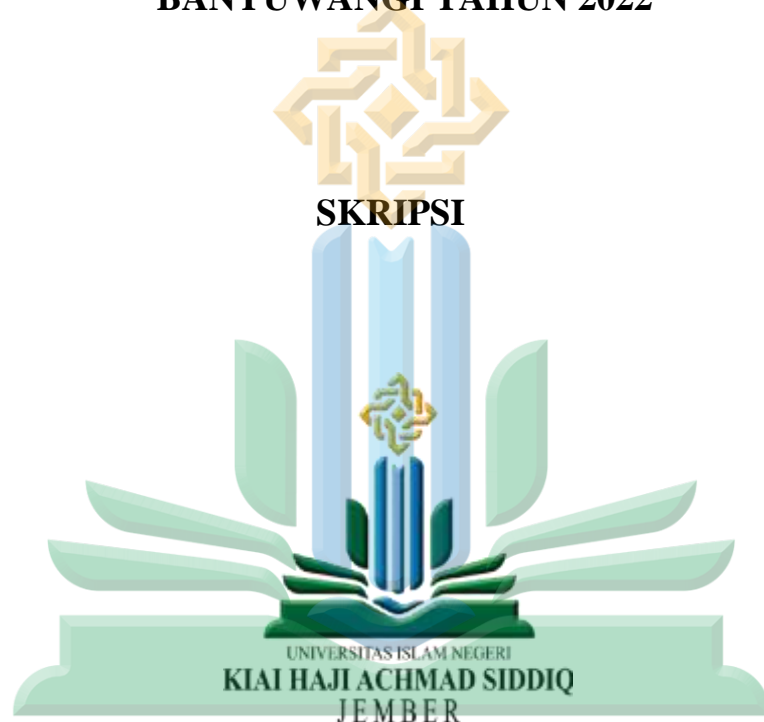 BANYUWANGI TAHUN 2022
SKRIPSI
UNIVERSITAS ISLAM NEGERI
KIAI HAJI ACHMAD SIDDIQ
JEMBER